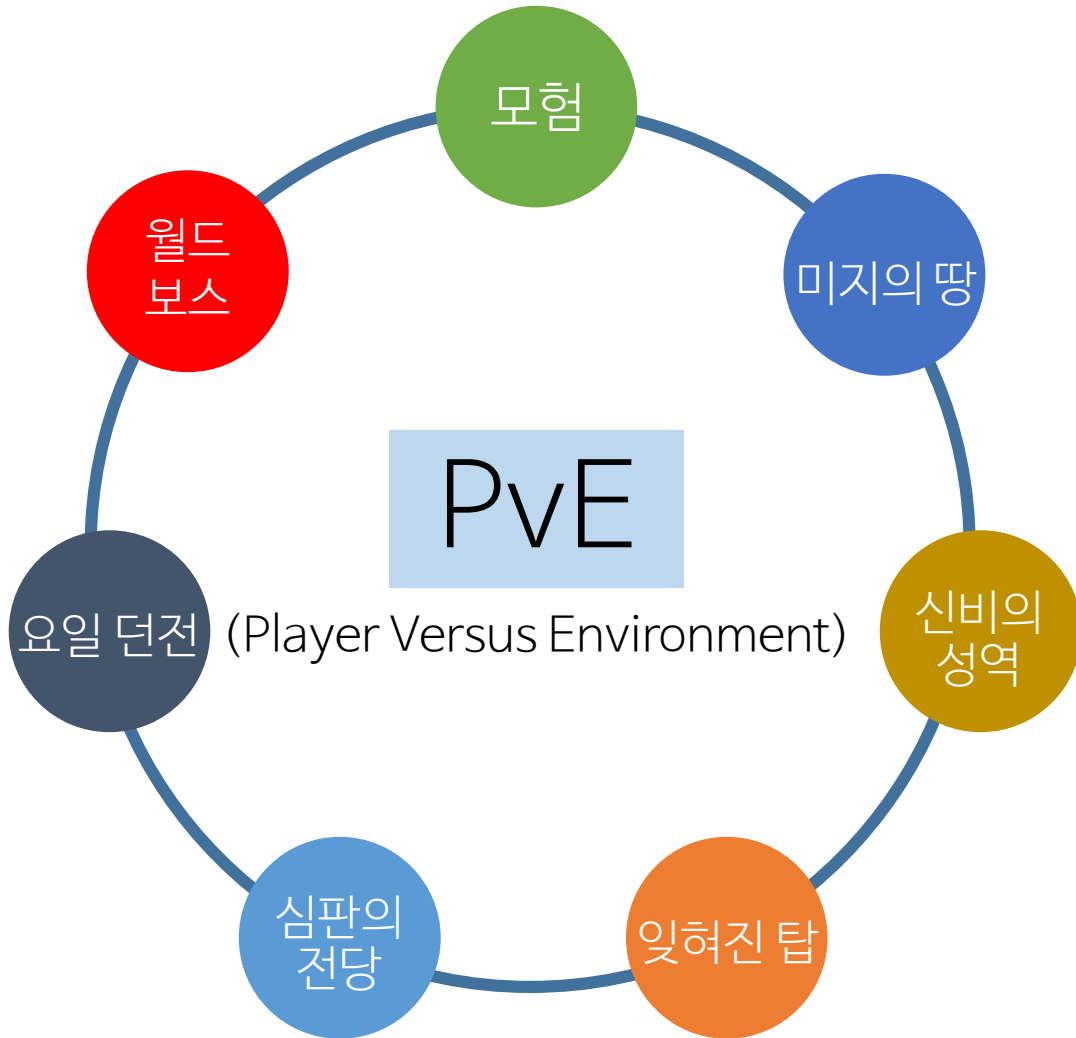 모험
월드
보스
미지의 땅
PvE
(Player Versus Environment)
요일 던전
신비의
성역
심판의
전당
잊혀진 탑